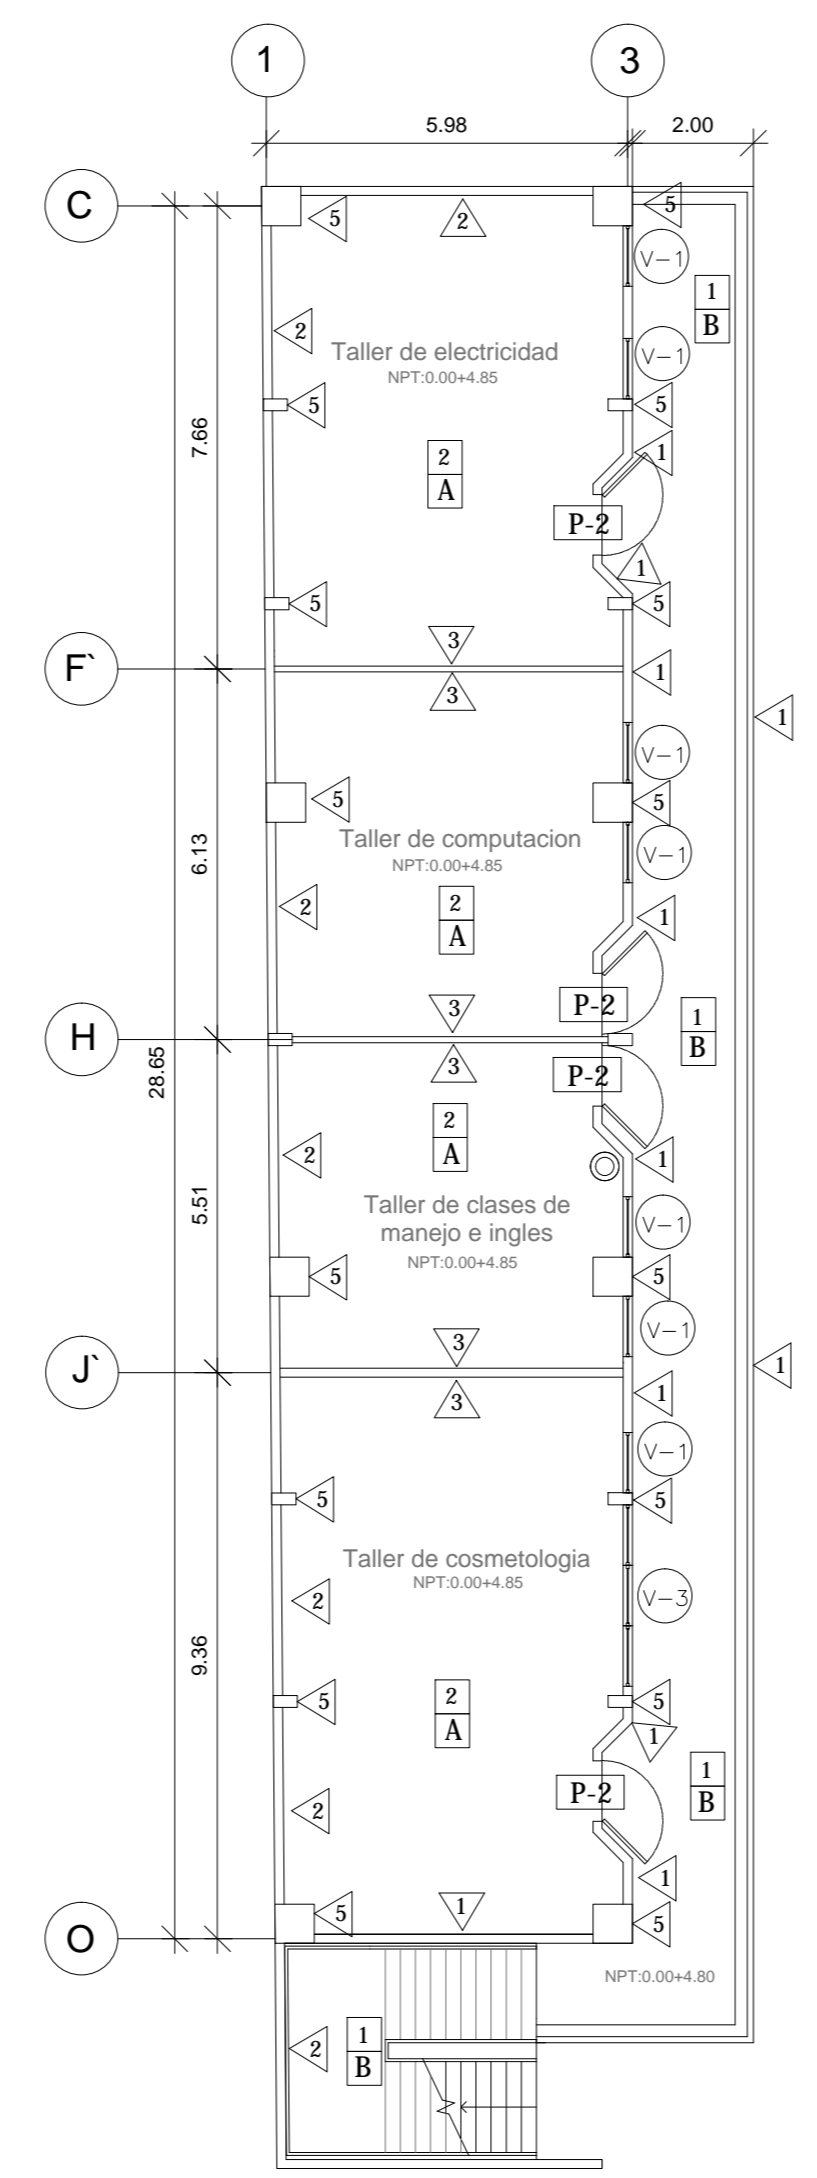 1
3
5.98
2.00
C
5
2
5
V-1
1
B
2
Taller de electricidad
NPT:0.00+4.85
V-1
5
5
7.66
1
2
A
P-2
1
5
5
3
F`
1
3
1
V-1
5
5
Taller de computacion
NPT:0.00+4.85
V-1
6.13
2
2
A
1
P-2
3
1
B
H
28.65
3
P-2
2
A
2
1
5.51
Taller de clases de
manejo e ingles
NPT:0.00+4.85
V-1
5
5
V-1
3
1
J`
3
1
V-1
5
5
Taller de cosmetologia
NPT:0.00+4.85
2
V-3
9.36
2
A
5
5
1
P-2
1
B
2
1
5
1
5
O
NPT:0.00+4.80
2
1
B